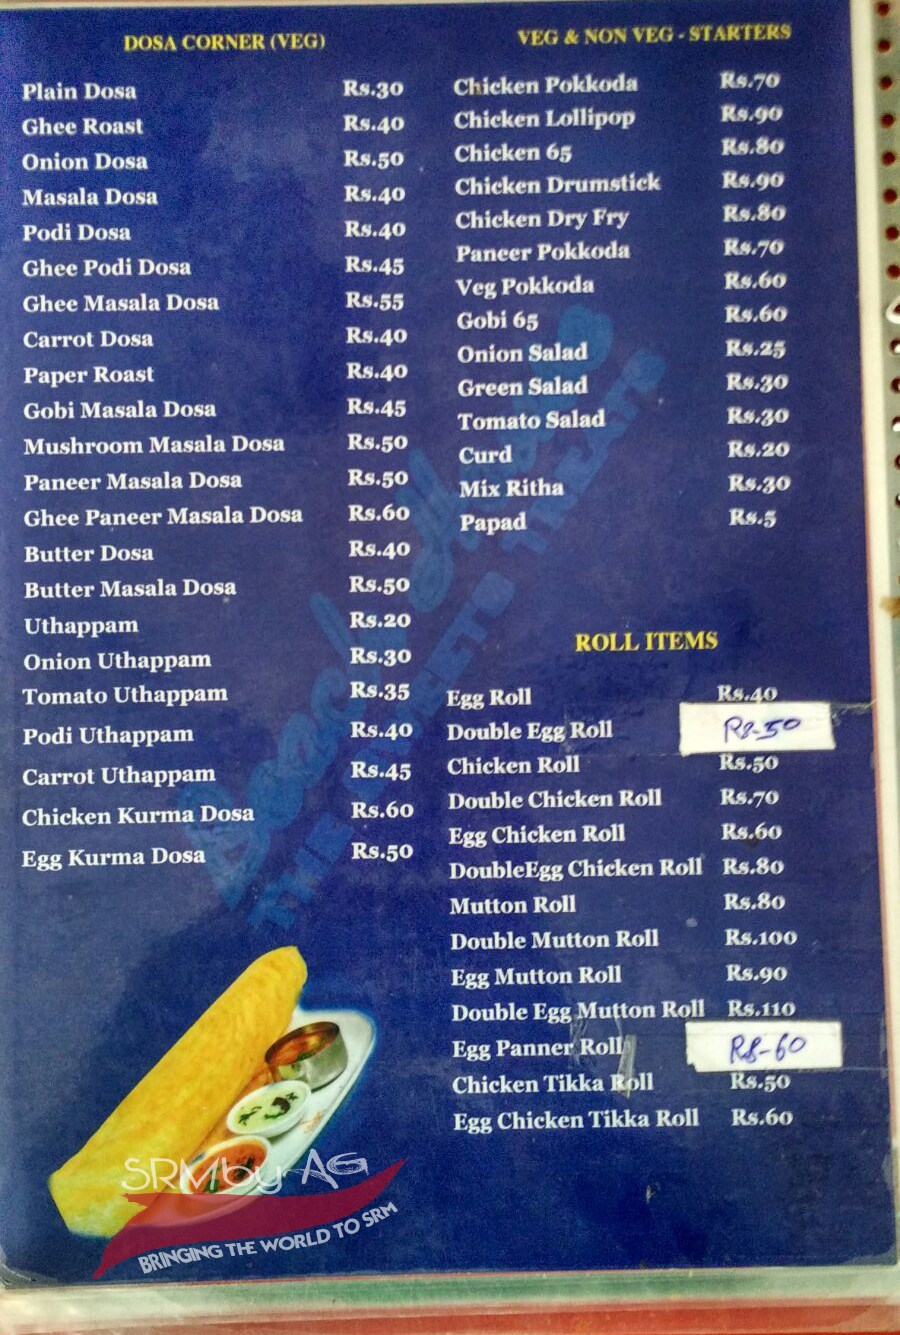 DOSA CORNER (VEG)
Plain Dosa Rs.30
Ghee Roast Rs.40
Onion Dosa Rs.50
Masala Dosa Rs.40
Podi Dosa Rs.40
Ghee Podi Dosa Rs.45
Ghee Masala Dosa Rs.55
Carrot Dosa Rs.40
Paper Roast Rs.40
Gobi Masala Dosa Rs.45
Mushroom Masala Dosa Rs.50
Paneer Masala Dosa Rs.50
Ghee Paneer Masala Dosa Rs.60
Butter Dosa Rs.40
Butter Masala Dosa Rs.50
Uthappam Rs.20
Onion Uthappam Rs.30
Tomato Uthappam Rs.35
Podi Uthappam Rs.40
Carrot Uthappam Rs.45
Chicken Kurma Dosa Rs.60
Egg Kurma Dosa Rs.50
VEG & NON VEG - STARTERS
Chicken Pokkoda Rs.70
Chicken Lollipop Rs.90
Chicken 65 Rs.80
Chicken Drumstick Rs.90
Chicken Dry Fry Rs.80
Paneer Pokkoda Rs.70
Veg Pokkoda Rs.60
Gobi 65 Rs.60
Onion Salad Rs.25
Green Salad Rs.30
Tomato Salad Rs.30
Curd Rs.20
Mix Ritha Rs.30
Papad Rs.5
ROLL ITEMS
Egg Roll Rs.40
Double Egg Roll Rs-50
Chicken Roll Rs.50
Double Chicken Roll Rs.70
Egg Chicken Roll Rs.60
DoubleEgg Chicken Roll Rs.80
Mutton Roll Rs.80
Double Mutton Roll Rs.100
Egg Mutton Roll Rs.90
Double Egg Mutton Roll Rs.110
Egg Panner Roll Rs-60
Chicken Tikka Roll Rs.50
Egg Chicken Tikka Roll Rs.60
THE TREATS
SRM by AG
BRINGING THE WORLD TO SRM